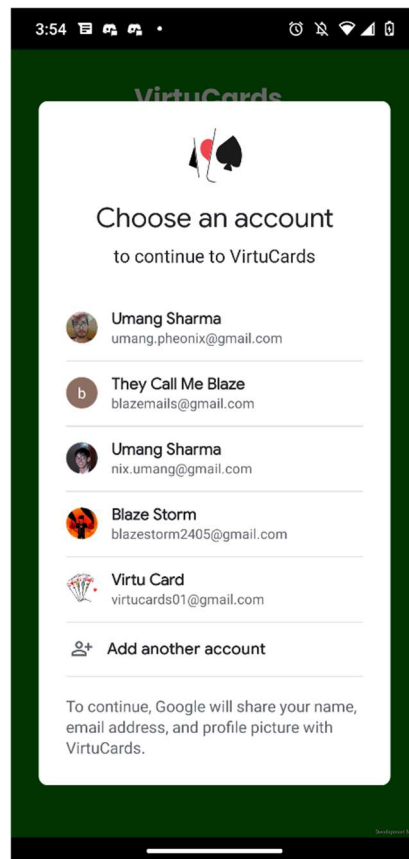 3:54
VirtuCards
Choose an account
to continue to VirtuCards
Umang Sharma
umang.pheonix@gmail.com
b
They Call Me Blaze
blazemails@gmail.com
Umang Sharma
nix.umang@gmail.com
Blaze Storm
blazestorm2405@gmail.com
Virtu Card
virtucards01@gmail.com
Add another account
To continue, Google will share your name,
email address, and profile picture with
VirtuCards.
Development